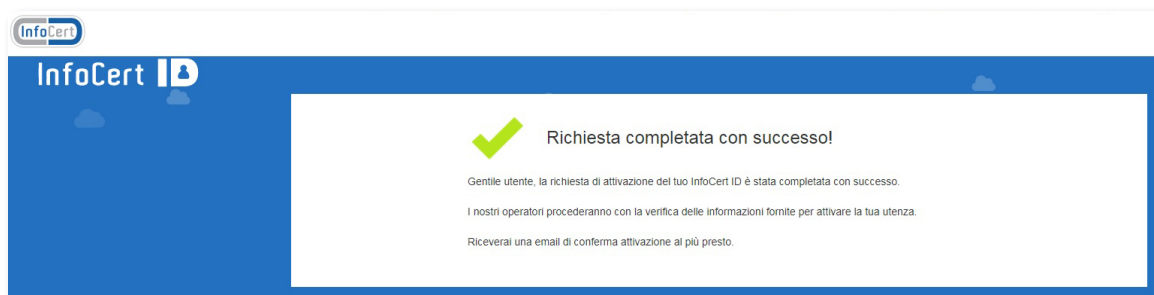 InfoCert
InfoCert ID
Richiesta completata con successo!
Gentile utente, la richiesta di attivazione del tuo InfoCert ID è stata completata con successo.
I nostri operatori procederanno con la verifica delle informazioni fornite per attivare la tua utenza.
Riceverai una email di conferma attivazione al più presto.